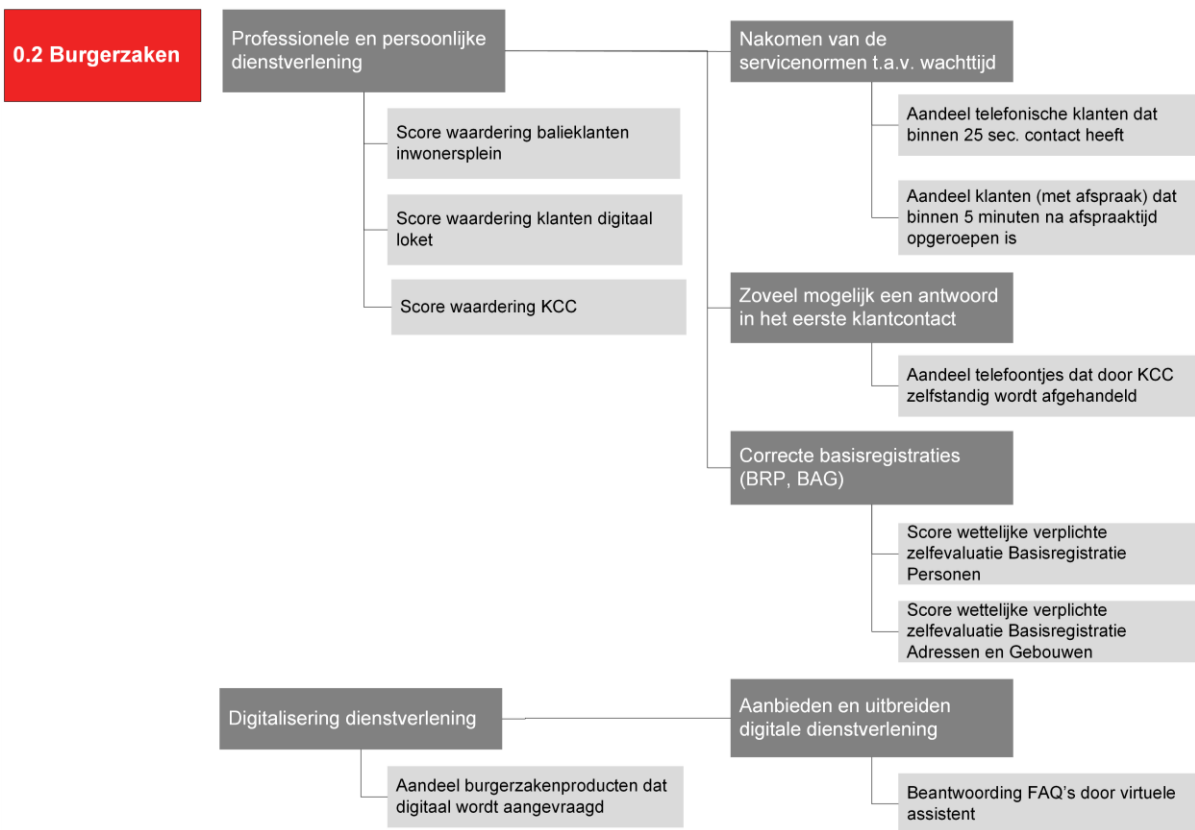 0.2 Burgerzaken
Professionele en persoonlijke
dienstverlening
Score waardering balieklanten
inwonersplein
Score waardering klanten digitaal
loket
Score waardering KCC
Nakomen van de
servicenormen t.a.v. wachttijd
Aandeel telefonische klanten dat
binnen 25 sec. contact heeft
Aandeel klanten (met afspraak) dat
binnen 5 minuten na afspraaktijd
opgeroepen is
Zoveel mogelijk een antwoord
in het eerste klantcontact
Aandeel telefoontjes dat door KCC
zelfstandig wordt afgehandeld
Correcte basisregistraties
(BRP, BAG)
Score wettelijke verplichte
zelfevaluatie Basisregistratie
Personen
Score wettelijke verplichte
zelfevaluatie Basisregistratie
Adressen en Gebouwen
Digitalisering dienstverlening
Aandeel burgerzakenproducten dat
digitaal wordt aangevraagd
Aanbieden en uitbreiden
digitale dienstverlening
Beantwoording FAQ's door virtuele
assistent